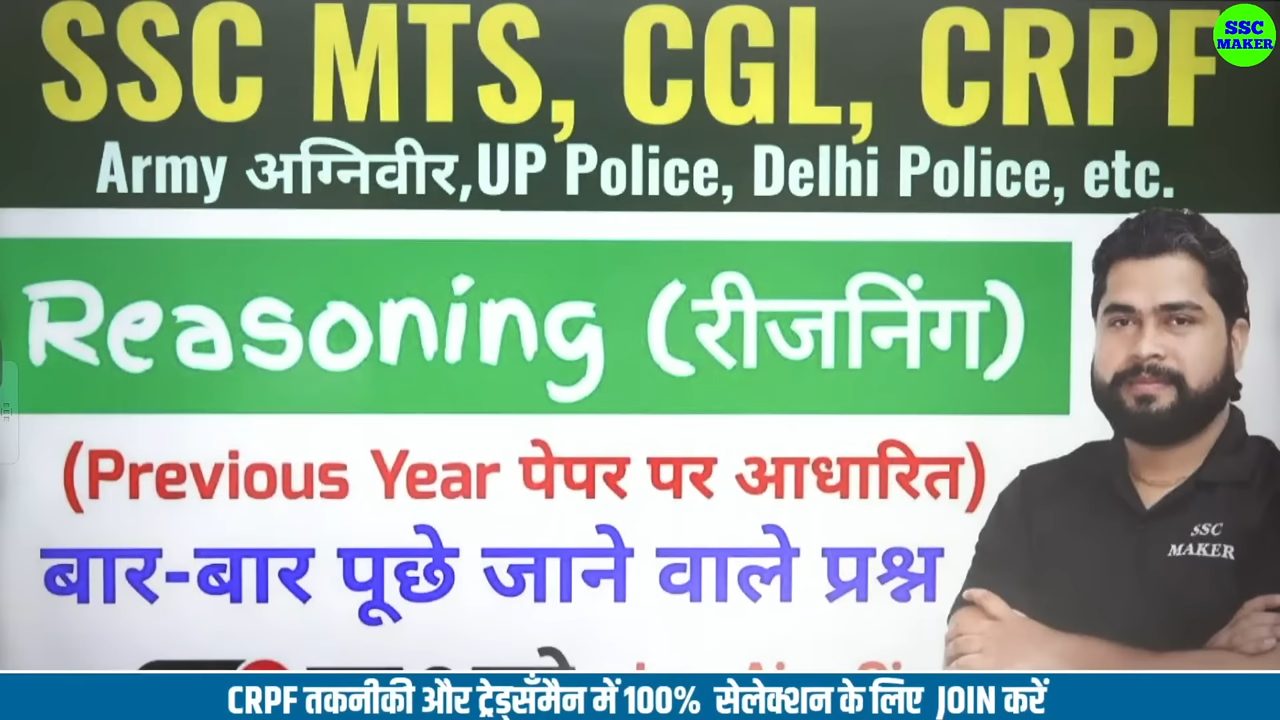 SSC MTS, CGL, CRPF
SSC
MAKER
Army अग्निवीर,UP Police, Delhi Police, etc.
Reasoning (रीजनिंग)
(Previous Year पेपर पर आधारित)
बार-बार पूछे जाने वाले प्रश्न
SSC
MAKER
CRPF तकनीकी और ट्रेड्सँमैन में 100% सेलेक्शन के लिए JOIN करें